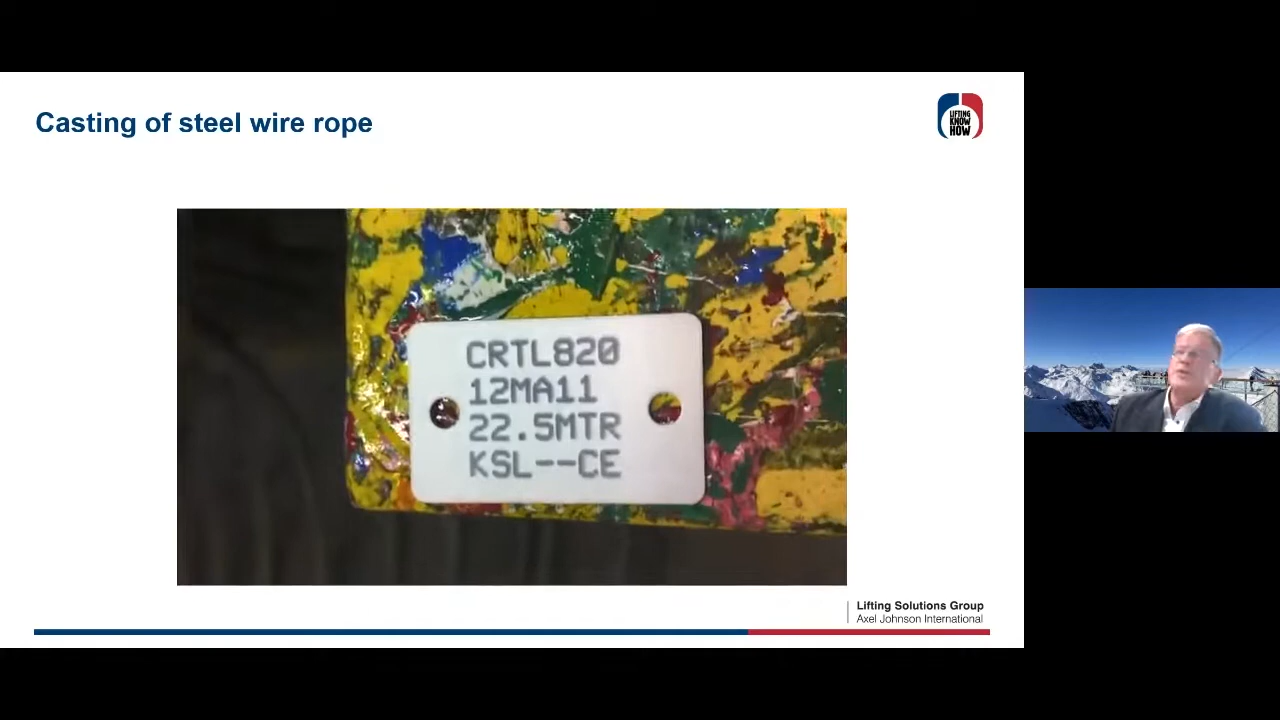 Casting of steel wire rope
LIFTING
KNOW
HOW
CRTL820
12MA11
22.5MTR
KSL--CE
Lifting Solutions Group
Axel Johnson International